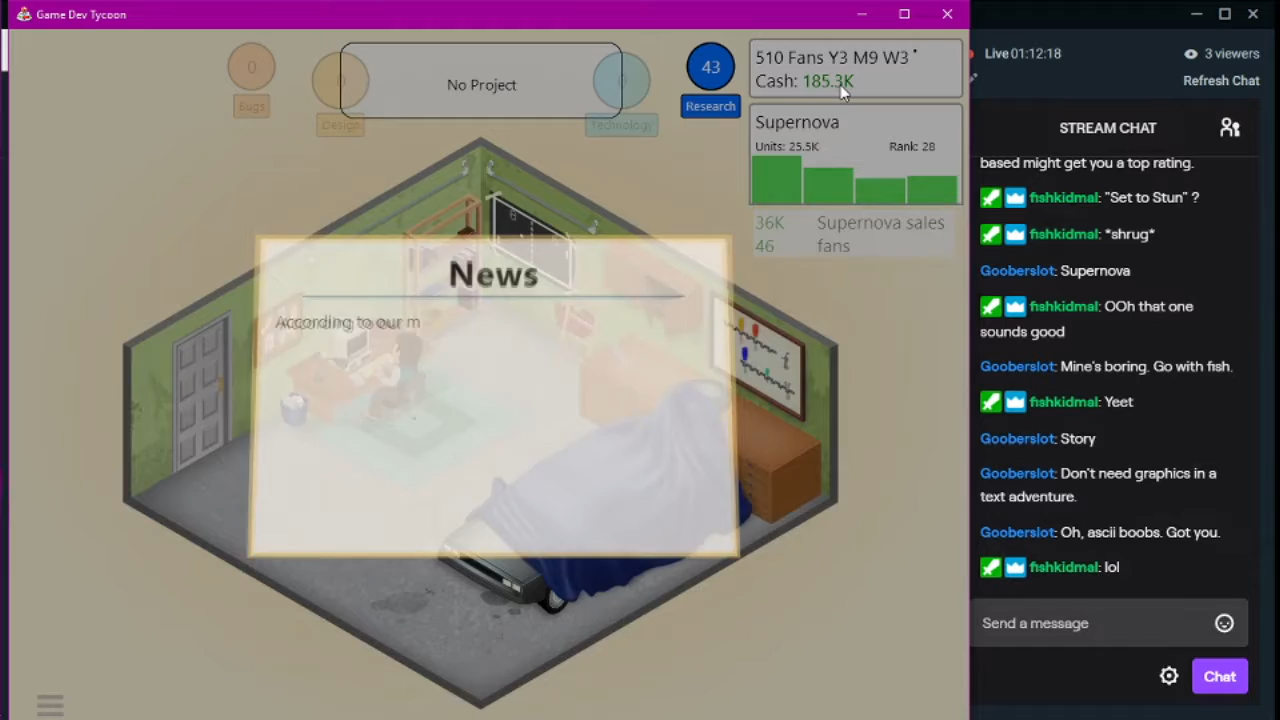 Game Dev Tycoon
0
Bugs
0
Design
No Project
0
Technology
43
Research
510 Fans Y3 M9 W3
Cash: 185.3K
Supernova
Units: 25.5K
Rank: 28
36K Supernova sales
46 fans
News
According to our m
Live 01:12:18
3 viewers
Refresh Chat
STREAM CHAT
based might get you a top rating.
fishkidmal: "Set to Stun" ?
fishkidmal: *shrug*
Gooberslot: Supernova
fishkidmal: OOh that one
sounds good
Gooberslot: Mine's boring. Go with fish.
fishkidmal: Yeet
Gooberslot: Story
Gooberslot: Don't need graphics in a
text adventure.
Gooberslot: Oh, ascii boobs. Got you.
fishkidmal: lol
Send a message
Chat